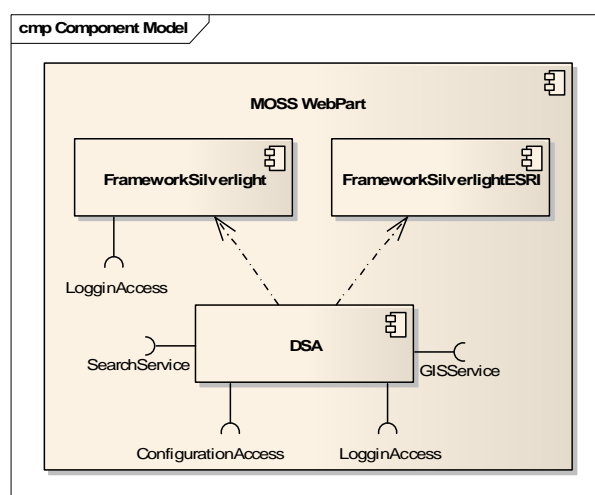 cmp Component Model
MOSS WebPart
FrameworkSilverlight
FrameworkSilverlightESRI
LogginAccess
DSA
SearchService
GISService
ConfigurationAccess
LogginAccess